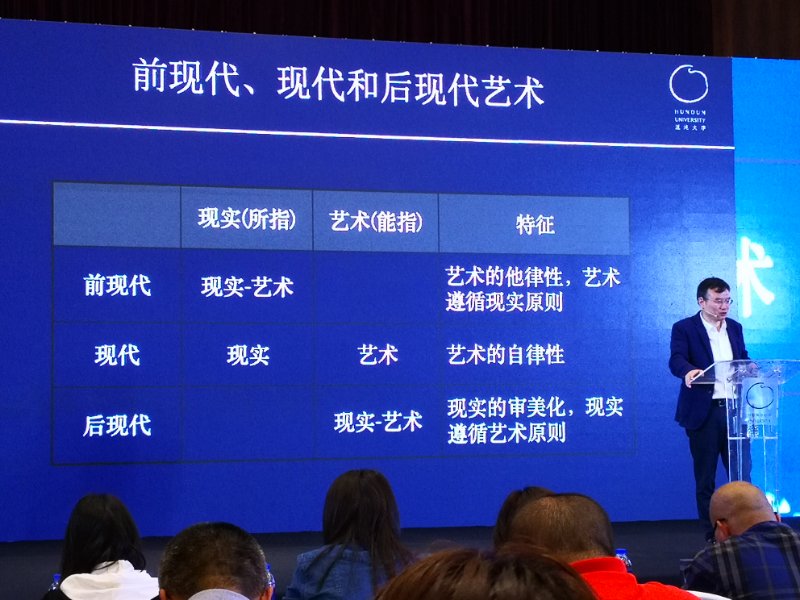 前现代、现代和后现代艺术
HUNDUN
UNIVERSITY
混沌大学
现实(所指) 艺术(能指) 特征
前现代 现实-艺术 艺术的他律性，艺术
遵循现实原则
现代 现实 艺术 艺术的自律性
后现代 现实-艺术 现实的审美化，现实
遵循艺术原则
术